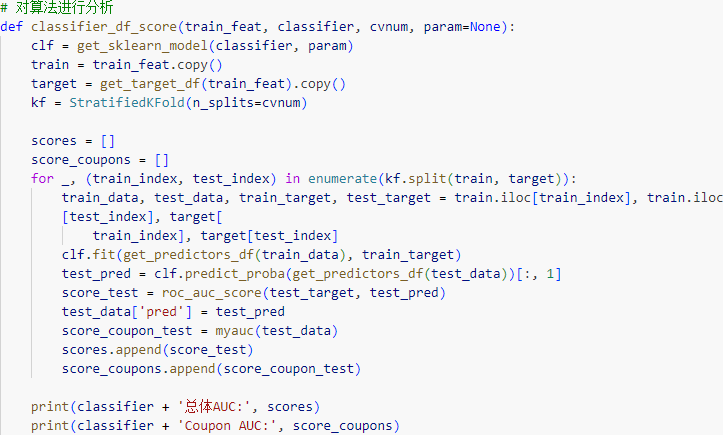 # 对算法进行分析
def classifier_df_score(train_feat, classifier, cvnum, param=None):
    clf = get_sklearn_model(classifier, param)
    train = train_feat.copy()
    target = get_target_df(train_feat).copy()
    kf = StratifiedKFold(n_splits=cvnum)

    scores = []
    score_coupons = []
    for _, (train_index, test_index) in enumerate(kf.split(train, target)):
        train_data, test_data, train_target, test_target = train.iloc[train_index], train.iloc
        [test_index], target[
            train_index], target[test_index]
        clf.fit(get_predictors_df(train_data), train_target)
        test_pred = clf.predict_proba(get_predictors_df(test_data))[:, 1]
        score_test = roc_auc_score(test_target, test_pred)
        test_data['pred'] = test_pred
        score_coupon_test = myauc(test_data)
        scores.append(score_test)
        score_coupons.append(score_coupon_test)

    print(classifier + '总体AUC:', scores)
    print(classifier + 'Coupon AUC:', score_coupons)